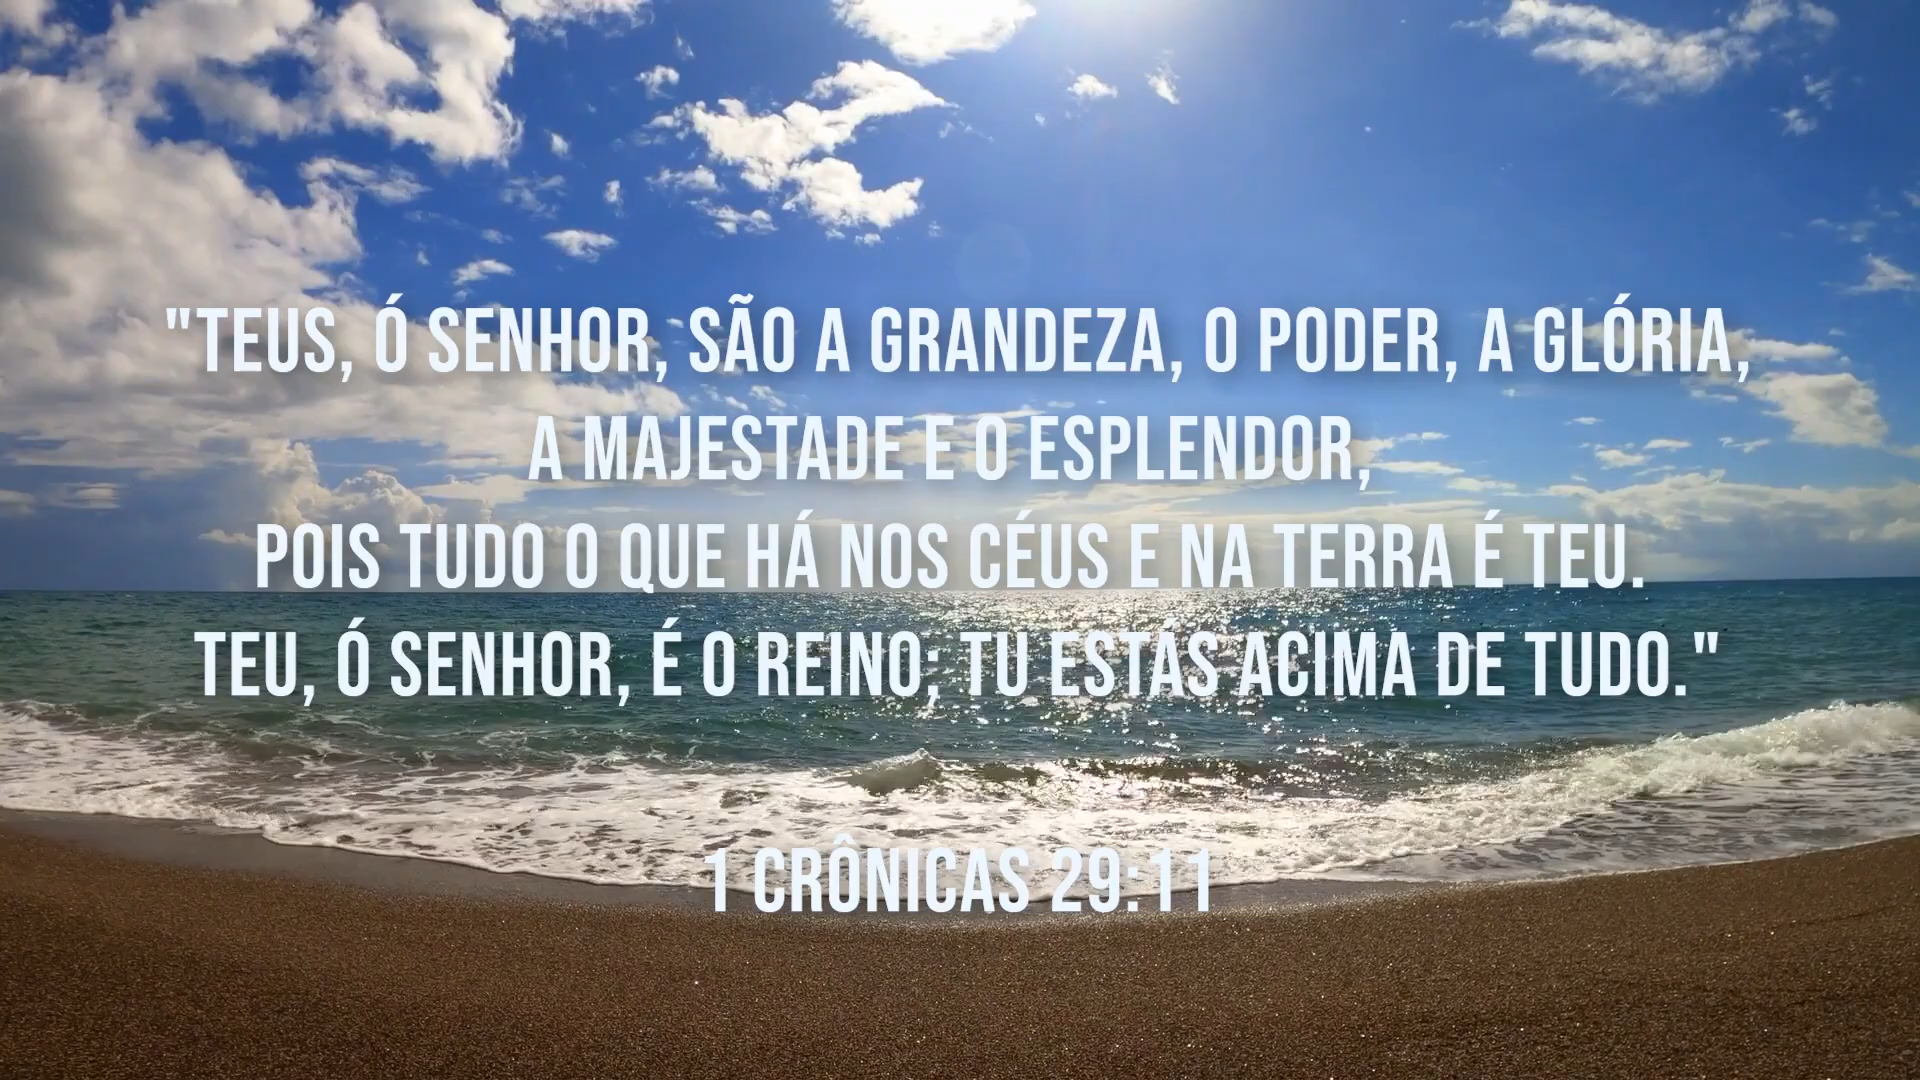 "TEUS, Ó SENHOR, SÃO A GRANDEZA, O PODER, A GLÓRIA,
A MAJESTADE E O ESPLENDOR,
POIS TUDO O QUE HÁ NOS CÉUS E NA TERRA É TEU.
TEU, Ó SENHOR, É O REINO; TU ESTAS ACIMA DE TUDO."
1 CRÔNICAS 29:11